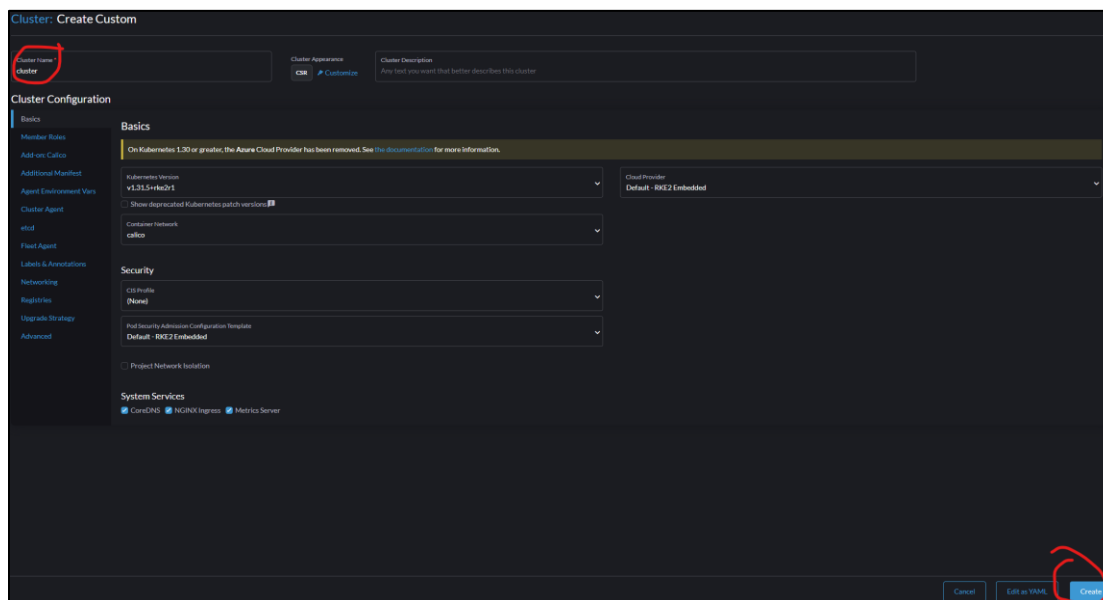 Cluster: Create Custom
Cluster Name *
cluster
Cluster Appearance
CSR Customize
Cluster Description
Any text you want that better describes this cluster
Cluster Configuration
Basics
Member Roles
Add-on: Calico
Additional Manifest
Agent Environment Vars
Cluster Agent
etcd
Fleet Agent
Labels & Annotations
Networking
Registries
Upgrade Strategy
Advanced
Basics
On Kubernetes 1.30 or greater, the Azure Cloud Provider has been removed. See the documentation for more information.
Kubernetes Version
v1.31.5+rke2r1
Cloud Provider
Default - RKE2 Embedded
Show deprecated Kubernetes patch versions
Container Network
calico
Security
CIS Profile
(None)
Pod Security Admission Configuration Template
Default - RKE2 Embedded
Project Network Isolation
System Services
CoreDNS NGINX Ingress Metrics Server
Cancel Edit as YAML Create